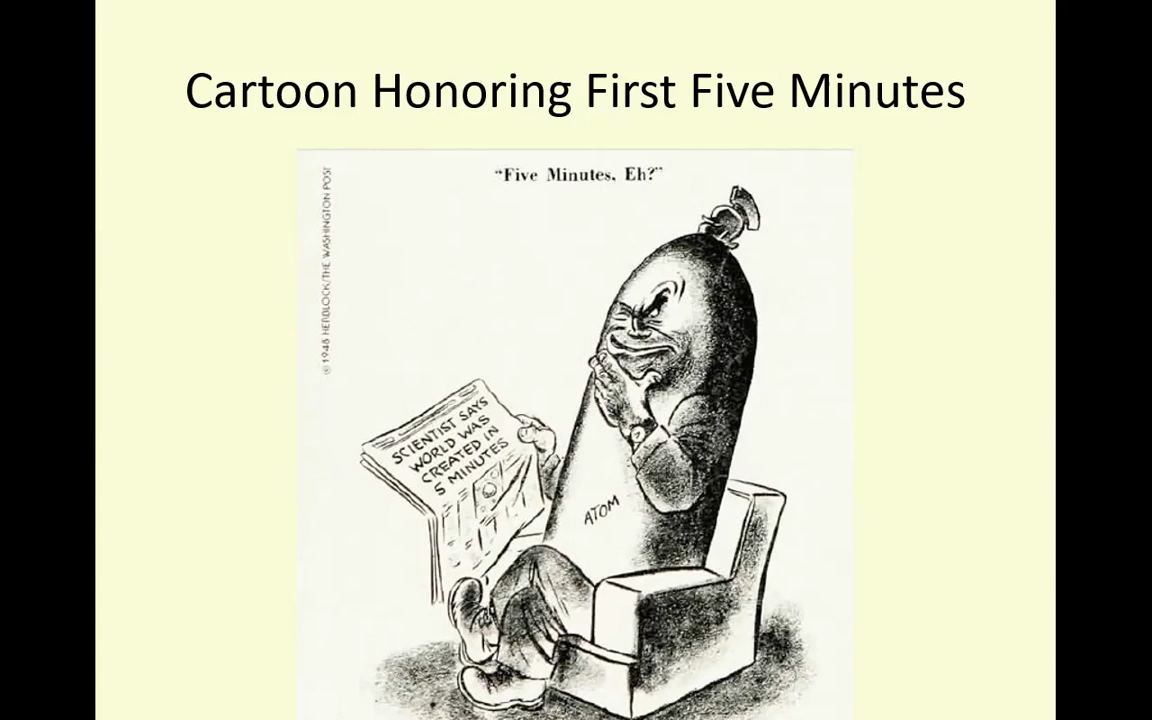 Cartoon Honoring First Five Minutes
"Five Minutes, Eh?"
© 1948 HERBLOCK/THE WASHINGTON POST
SCIENTIST SAYS
WORLD WAS
CREATED IN
5 MINUTES
ATOM